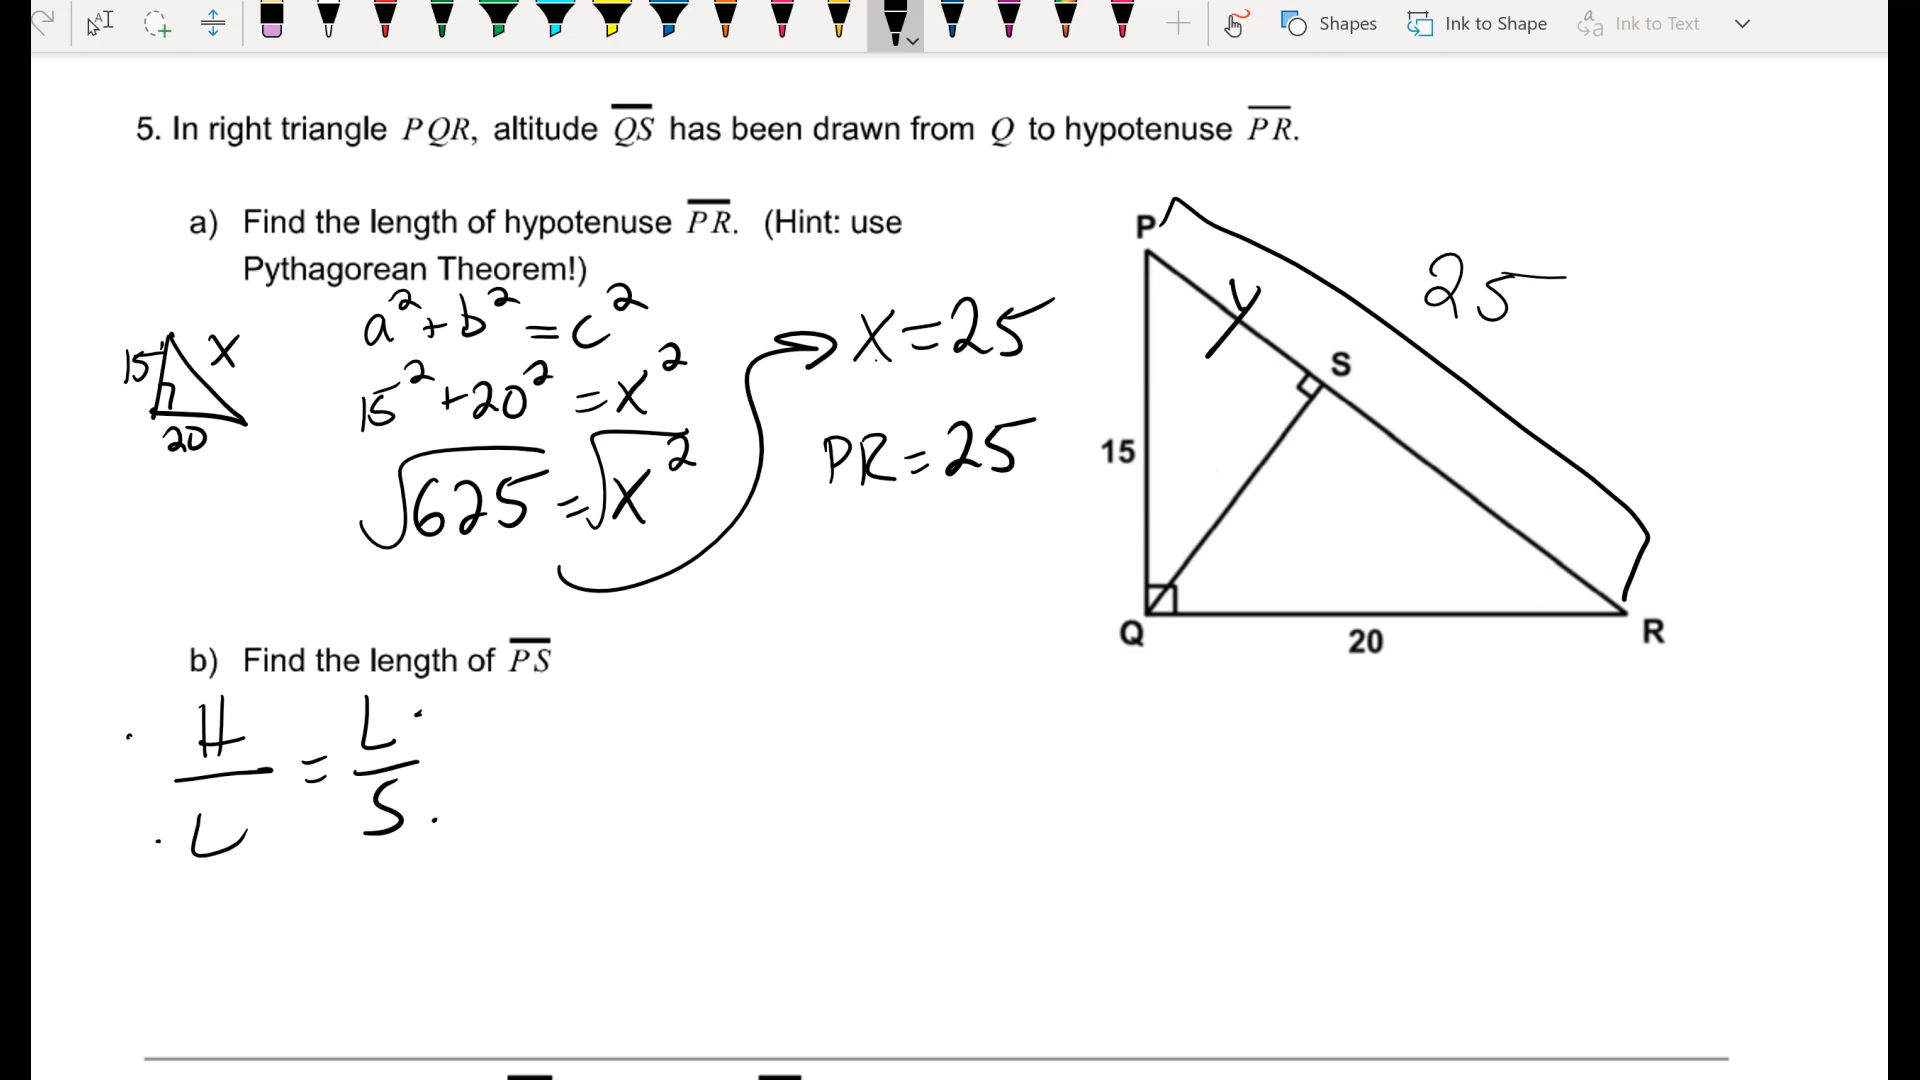 Shapes Ink to Shape Ink to Text
5. In right triangle PQR, altitude QS has been drawn from Q to hypotenuse PR.
a) Find the length of hypotenuse PR. (Hint: use
Pythagorean Theorem!)
a² + b² = c²
15² + 20² = x²
√625 = √x²
15 x
20
x = 25
PR = 25
P
y
25
S
15
Q
20
R
b) Find the length of PS
H/L = L/S